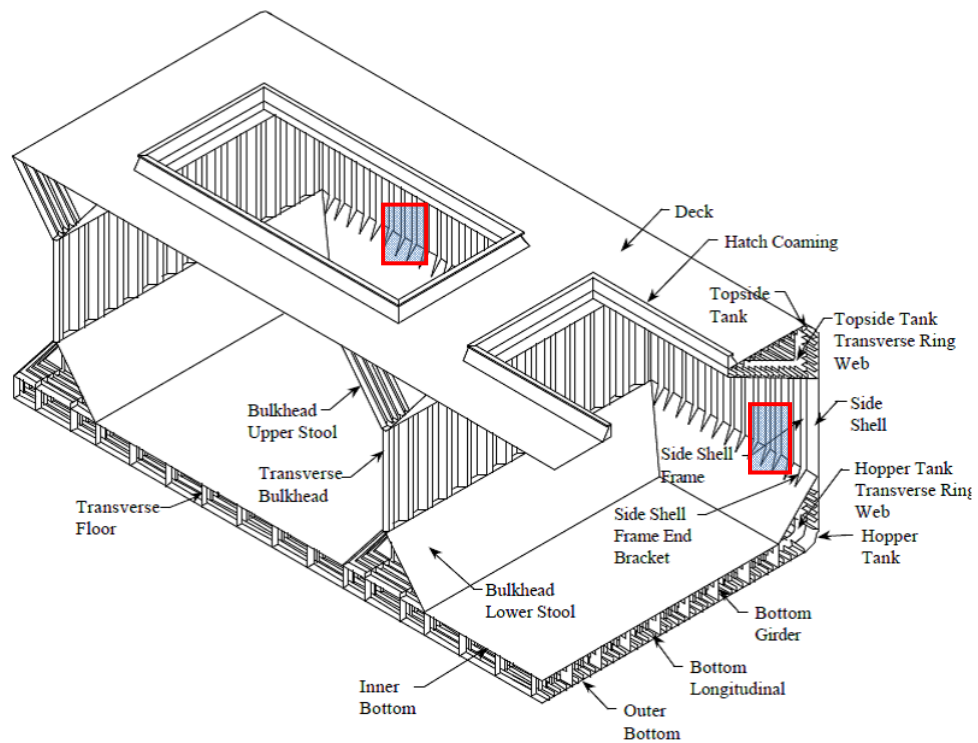 Deck
Hatch Coaming
Topside
Tank
Topside Tank
Transverse Ring
Web
Bulkhead
Upper Stool
Side
Shell
Side Shell
Frame
Transverse
Bulkhead
Hopper Tank
Transverse Ring
Web
Transverse
Floor
Side Shell
Frame End
Bracket
Hopper
Tank
Bulkhead
Lower Stool
Bottom
Girder
Inner
Bottom
Bottom
Longitudinal
Outer
Bottom